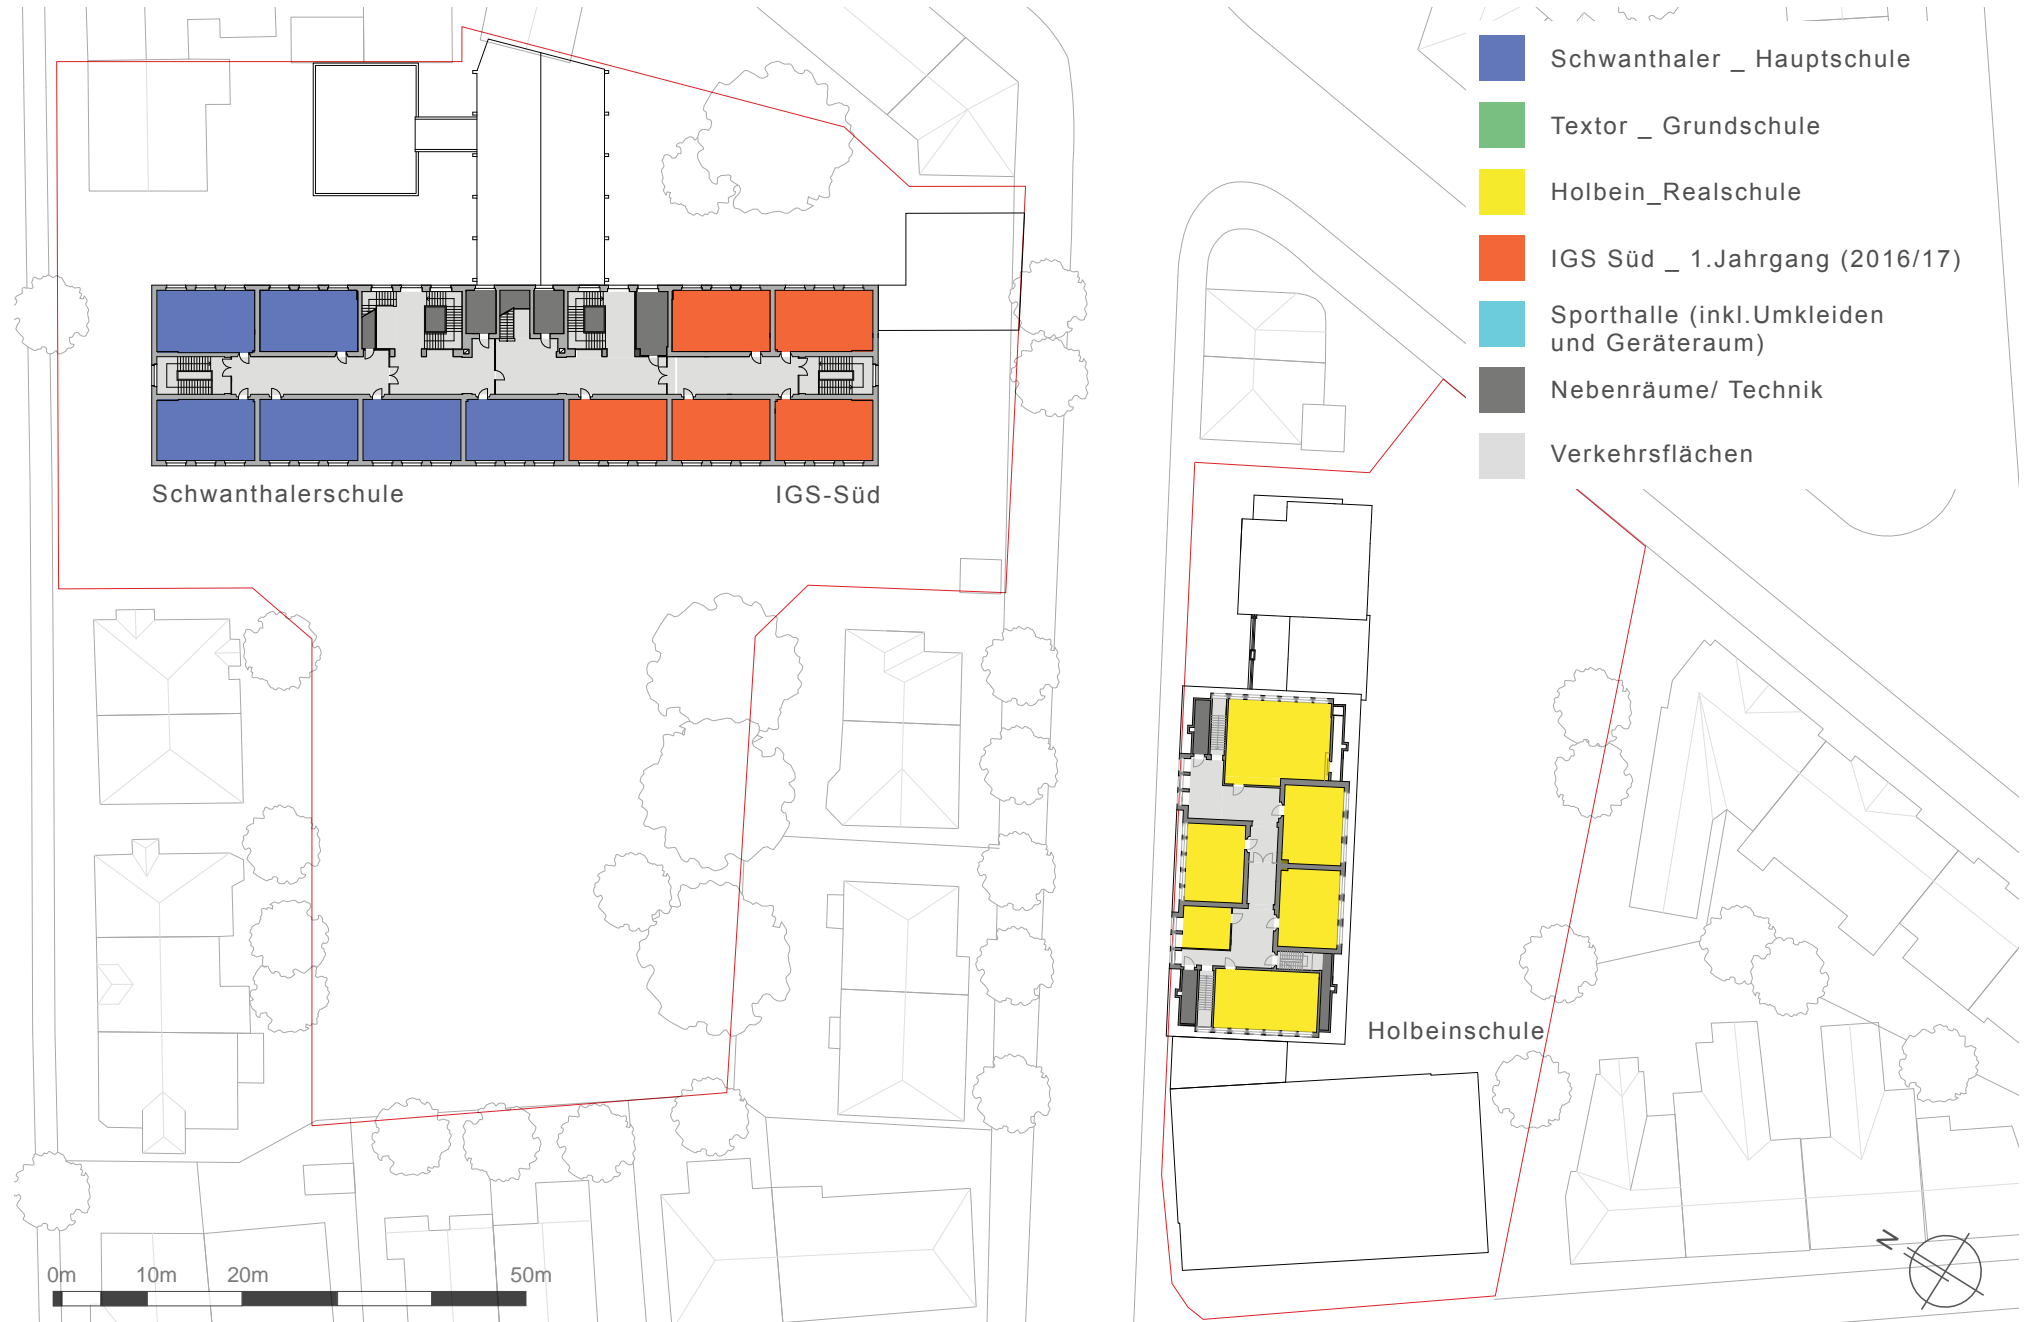 Schwanthaler _ Hauptschule
Textor _ Grundschule
Holbein_Realschule
IGS Süd _ 1.Jahrgang (2016/17)
Sporthalle (inkl.Umkleiden
und Geräteraum)
Nebenräume/ Technik
Verkehrsflächen
Schwanthalerschule
IGS-Süd
Holbeinschule
N
0m 10m 20m 50m